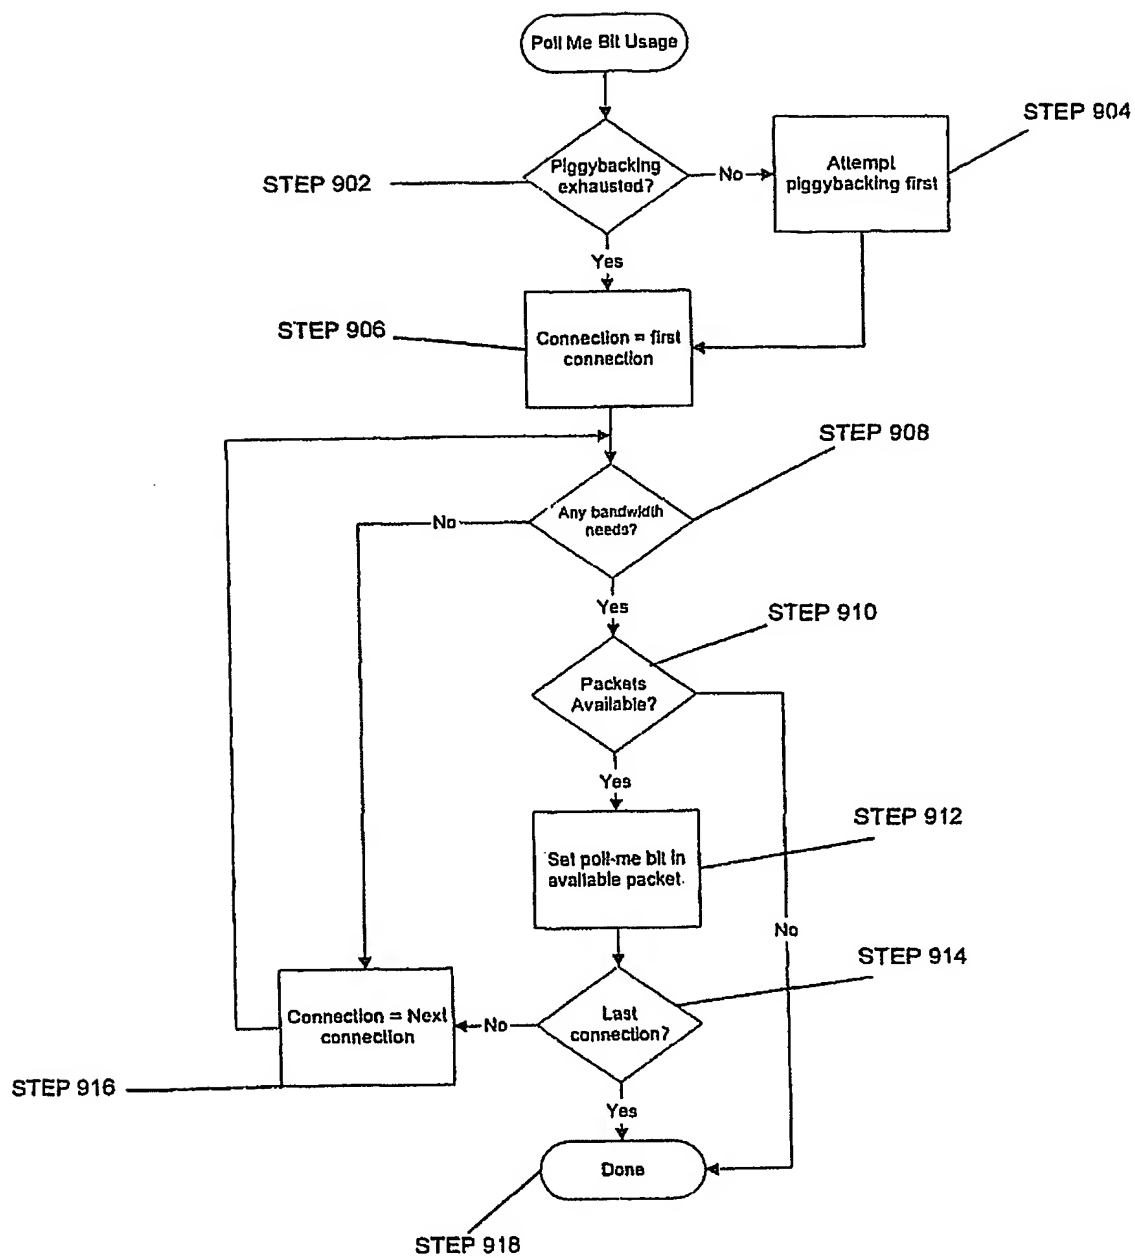 Poll Me Bit Usage
STEP 904
Piggybacking
exhausted?
No
Attempt
piggybacking first
STEP 902
Yes
STEP 906
Connection = first
connection
STEP 908
Any bandwidth
needs?
No
Yes
STEP 910
Packets
Available?
Yes
STEP 912
Set poll-me bit in
available packet.
No
STEP 914
Last
connection?
No
Connection = Next
connection
STEP 916
Yes
Done
STEP 918